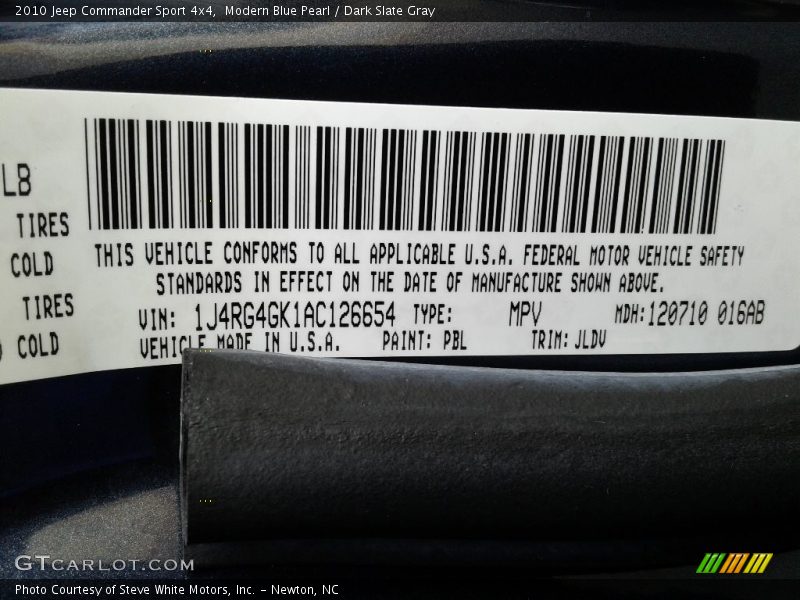 2010 Jeep Commander Sport 4x4,  Modern Blue Pearl / Dark Slate Gray
LB
TIRES
COLD
TIRES
COLD
THIS VEHICLE CONFORMS TO ALL APPLICABLE U.S.A. FEDERAL MOTOR VEHICLE SAFETY
STANDARDS IN EFFECT ON THE DATE OF MANUFACTURE SHOWN ABOVE.
VIN: 1J4RG4GK1AC126654 TYPE: MPV MDH:120710 016AB
VEHICLE MADE IN U.S.A. PAINT: PBL TRIM: JLDV
GTCARLOT.COM
Photo Courtesy of Steve White Motors, Inc. – Newton, NC